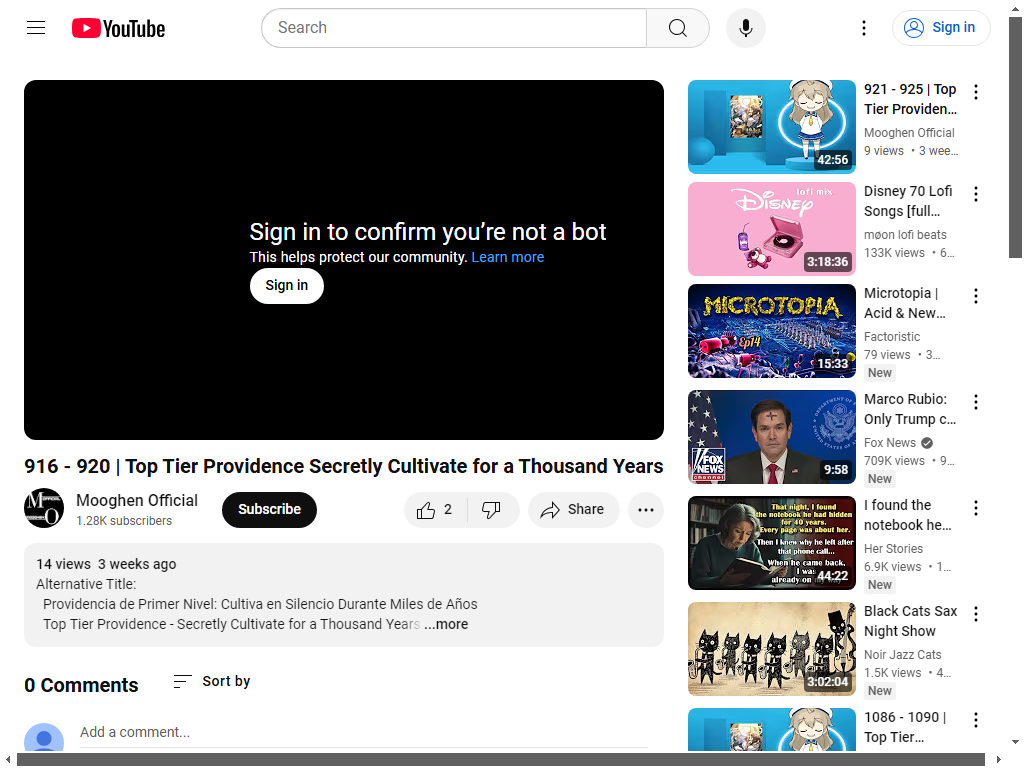 YouTube
Search
Sign in
Sign in to confirm you’re not a bot
This helps protect our community. Learn more
Sign in
916 - 920 | Top Tier Providence Secretly Cultivate for a Thousand Years
Mooghen Official
1.28K subscribers
Subscribe
2
Share
14 views 3 weeks ago
Alternative Title:
Providencia de Primer Nivel: Cultiva en Silencio Durante Miles de Años
Top Tier Providence - Secretly Cultivate for a Thousand Years ...more
0 Comments
Sort by
Add a comment...
42:56
921 - 925 | Top
Tier Providen...
Mooghen Official
9 views • 3 wee...
lofi mix
Disney
3:18:36
Disney 70 Lofi
Songs [full...
møon lofi beats
133K views • 6...
MICROTOPIA
Ep14
15:33
Microtopia |
Acid & New...
Factoristic
79 views • 3...
New
FOX
NEWS
channel
9:58
Marco Rubio:
Only Trump c...
Fox News
709K views • 9...
New
That night, I found
the notebook he had hidden
for 40 years.
Every page was about her.
Then I knew why he left after
that phone call...
When he came back,
I was
already on my way
44:22
I found the
notebook he...
Her Stories
6.9K views • 1...
New
3:02:04
Black Cats Sax
Night Show
Noir Jazz Cats
1.5K views • 4...
New
1086 - 1090 |
Top Tier...